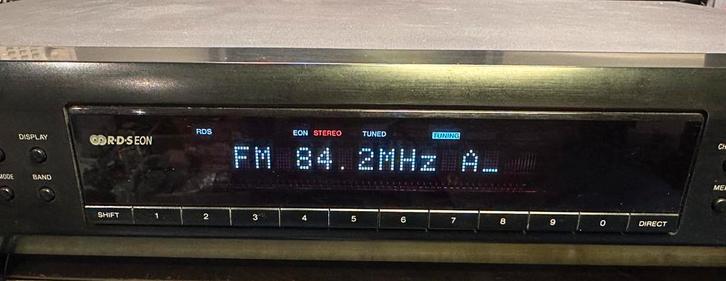 DISPLAY
R·D·S EON
RDS EON STEREO TUNED TUNING
FM 84.2MHz A_
MODE BAND
SHIFT 1 2 3 4 5 6 7 8 9 0 DIRECT